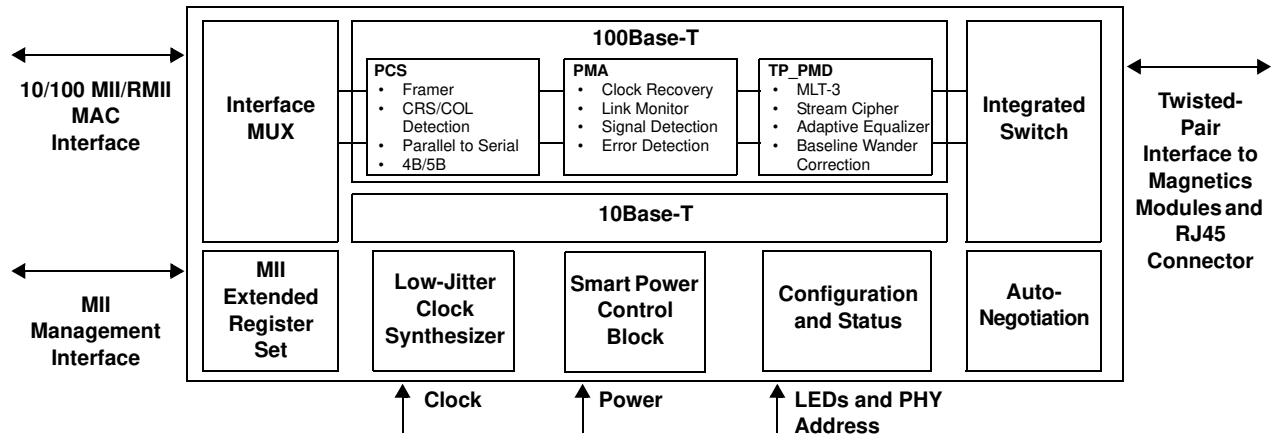 100Base-T
10/100 MII/RMII
MAC
Interface
Interface
MUX
PCS
• Framer
• CRS/COL
Detection
• Parallel to Serial
• 4B/5B
PMA
• Clock Recovery
• Link Monitor
• Signal Detection
• Error Detection
TP_PMD
• MLT-3
• Stream Cipher
• Adaptive Equalizer
• Baseline Wander
Correction
Integrated
Switch
Twisted-
Pair
Interface to
Magnetics
Modules and
RJ45
Connector
10Base-T
MII
Management
Interface
MII
Extended
Register
Set
Low-Jitter
Clock
Synthesizer
Smart Power
Control
Block
Configuration
and Status
Auto-
Negotiation
Clock
Power
LEDs and PHY
Address